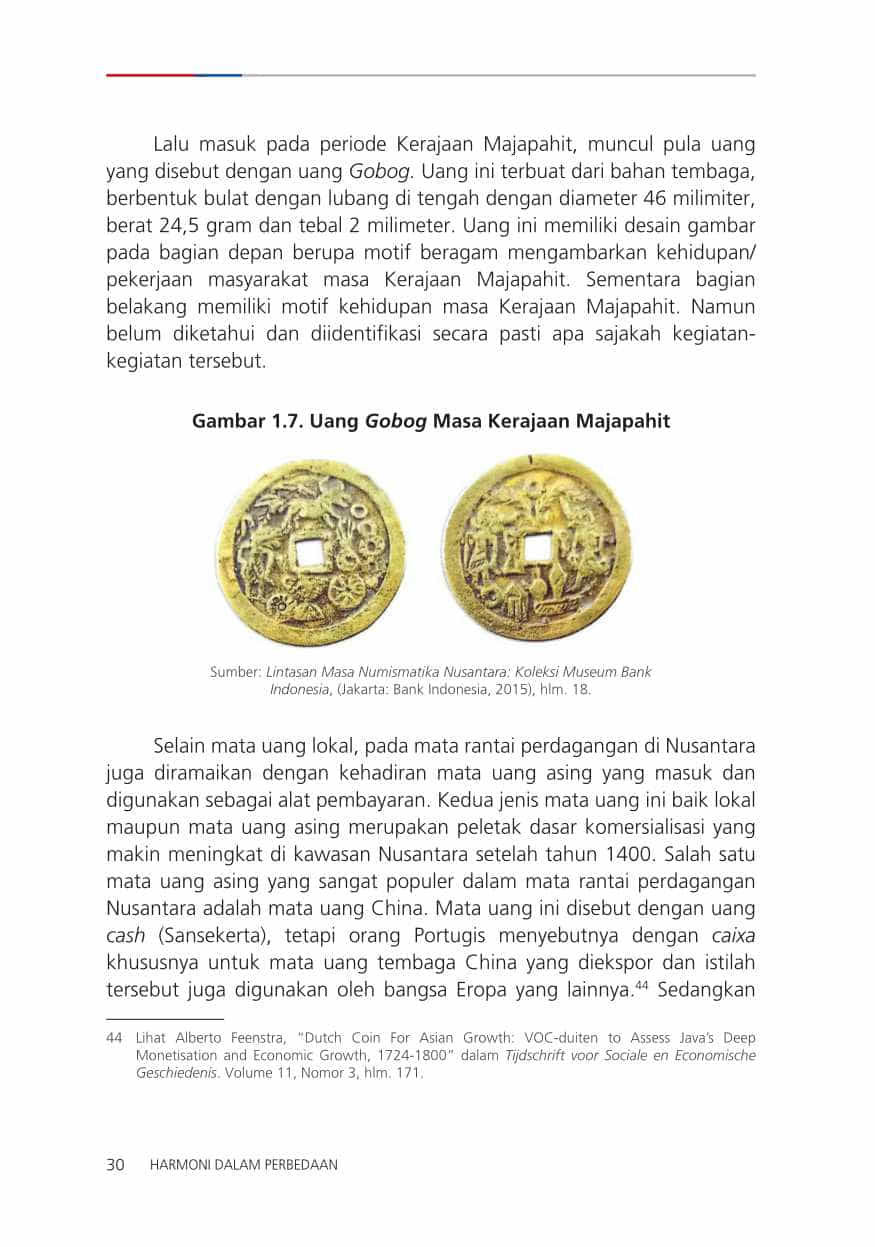 Lalu masuk pada periode Kerajaan Majapahit, muncul pula uang
yang disebut dengan uang Gobog. Uang ini terbuat dari bahan tembaga,
berbentuk bulat dengan lubang di tengah dengan diameter 46 milimiter,
berat 24,5 gram dan tebal 2 milimeter. Uang ini memiliki desain gambar
pada bagian depan berupa motif beragam mengambarkan kehidupan/
pekerjaan masyarakat masa Kerajaan Majapahit. Sementara bagian
belakang memiliki motif kehidupan masa Kerajaan Majapahit. Namun
belum diketahui dan diidentifikasi secara pasti apa sajakah kegiatan-
kegiatan tersebut.
Gambar 1.7. Uang Gobog Masa Kerajaan Majapahit
Sumber: Lintasan Masa Numismatika Nusantara: Koleksi Museum Bank
Indonesia, (Jakarta: Bank Indonesia, 2015), hlm. 18.
Selain mata uang lokal, pada mata rantai perdagangan di Nusantara
juga diramaikan dengan kehadiran mata uang asing yang masuk dan
digunakan sebagai alat pembayaran. Kedua jenis mata uang ini baik lokal
maupun mata uang asing merupakan peletak dasar komersialisasi yang
makin meningkat di kawasan Nusantara setelah tahun 1400. Salah satu
mata uang asing yang sangat populer dalam mata rantai perdagangan
Nusantara adalah mata uang China. Mata uang ini disebut dengan uang
cash (Sansekerta), tetapi orang Portugis menyebutnya dengan caixa
khususnya untuk mata uang tembaga China yang diekspor dan istilah
tersebut juga digunakan oleh bangsa Eropa yang lainnya.44 Sedangkan
44 Lihat Alberto Feenstra, “Dutch Coin For Asian Growth: VOC-duiten to Assess Java’s Deep
Monetisation and Economic Growth, 1724-1800” dalam Tijdschrift voor Sociale en Economische
Geschiedenis. Volume 11, Nomor 3, hlm. 171.
30 HARMONI DALAM PERBEDAAN